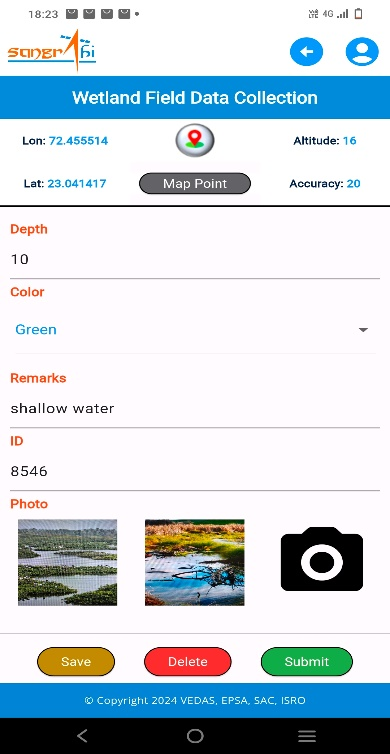 18:23 4G
Wetland Field Data Collection
Lon: 72.455514 Altitude: 16
Lat: 23.041417 Map Point Accuracy: 20
Depth
10
Color
Green
Remarks
shallow water
ID
8546
Photo
Save Delete Submit
© Copyright 2024 VEDAS, EPSA, SAC, ISRO